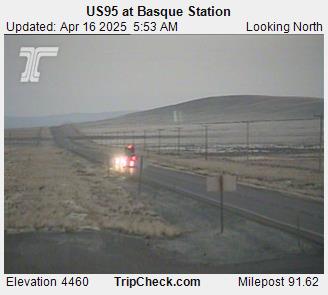 US95 at Basque Station
Updated: Apr 16 2025 5:53 AM Looking North
Elevation 4460 TripCheck.com Milepost 91.62